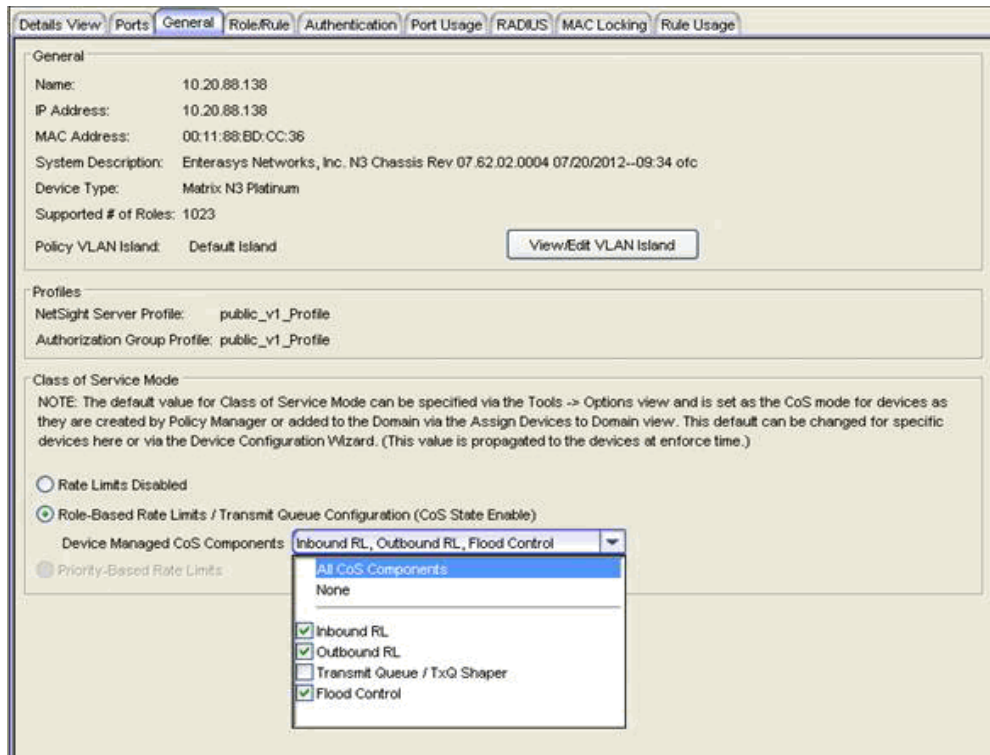 Details View Ports General Role/Rule Authentication Port Usage RADIUS MAC Locking Rule Usage
General
Name: 10.20.88.138
IP Address: 10.20.88.138
MAC Address: 00:11:88:BD:CC:36
System Description: Enterasys Networks, Inc. N3 Chassis Rev 07.62.02.0004 07/20/2012--09:34 ofc
Device Type: Matrix N3 Platinum
Supported # of Roles: 1023
Policy VLAN Island: Default Island View/Edit VLAN Island
Profiles
NetSight Server Profile: public_v1_Profile
Authorization Group Profile: public_v1_Profile
Class of Service Mode
NOTE: The default value for Class of Service Mode can be specified via the Tools -> Options view and is set as the CoS mode for devices as
they are created by Policy Manager or added to the Domain via the Assign Devices to Domain view. This default can be changed for specific
devices here or via the Device Configuration Wizard. (This value is propagated to the devices at enforce time.)
Rate Limits Disabled
Role-Based Rate Limits / Transmit Queue Configuration (CoS State Enable)
Device Managed CoS Components Inbound RL, Outbound RL, Flood Control
Priority-Based Rate Limits
All CoS Components
None
Inbound RL
Outbound RL
Transmit Queue / TxQ Shaper
Flood Control